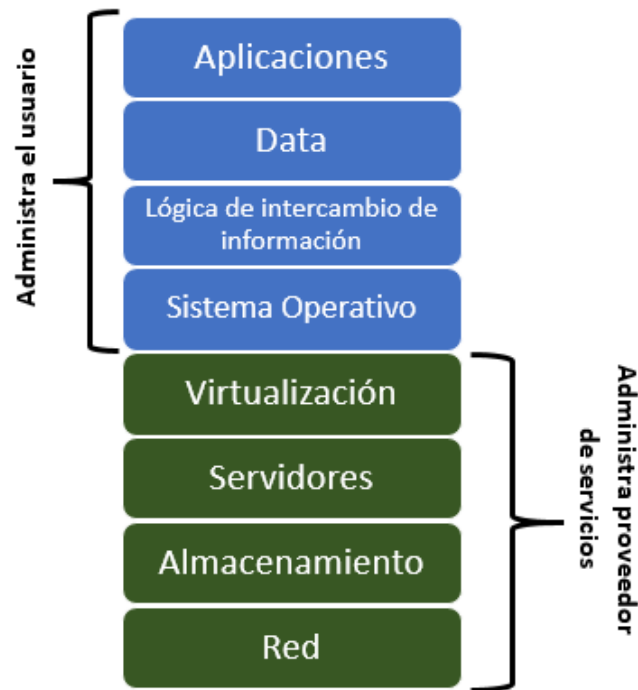 Administra el usuario
Aplicaciones
Data
Lógica de intercambio de
información
Sistema Operativo
Virtualización
Servidores
Almacenamiento
Red
Administra proveedor
de servicios